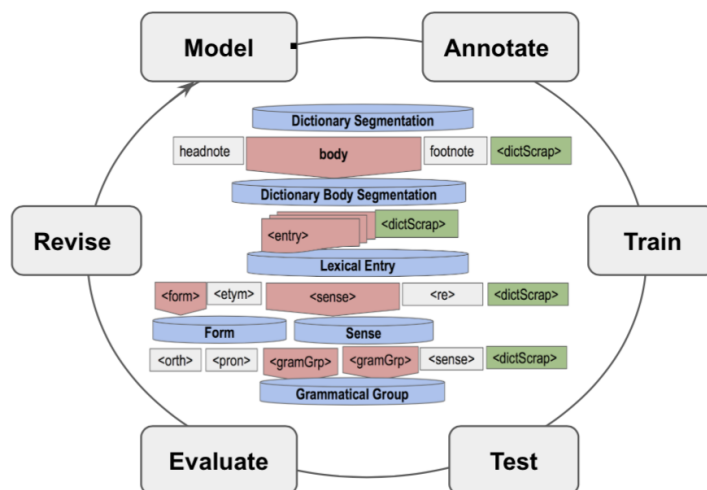 Model
Annotate
Dictionary Segmentation
headnote body footnote <dictScrap>
Dictionary Body Segmentation
<entry> <dictScrap>
Revise
Train
Lexical Entry
<form> <etym> <sense> <re> <dictScrap>
Form Sense
<orth> <pron> <gramGrp> <gramGrp> <sense> <dictScrap>
Grammatical Group
Evaluate
Test